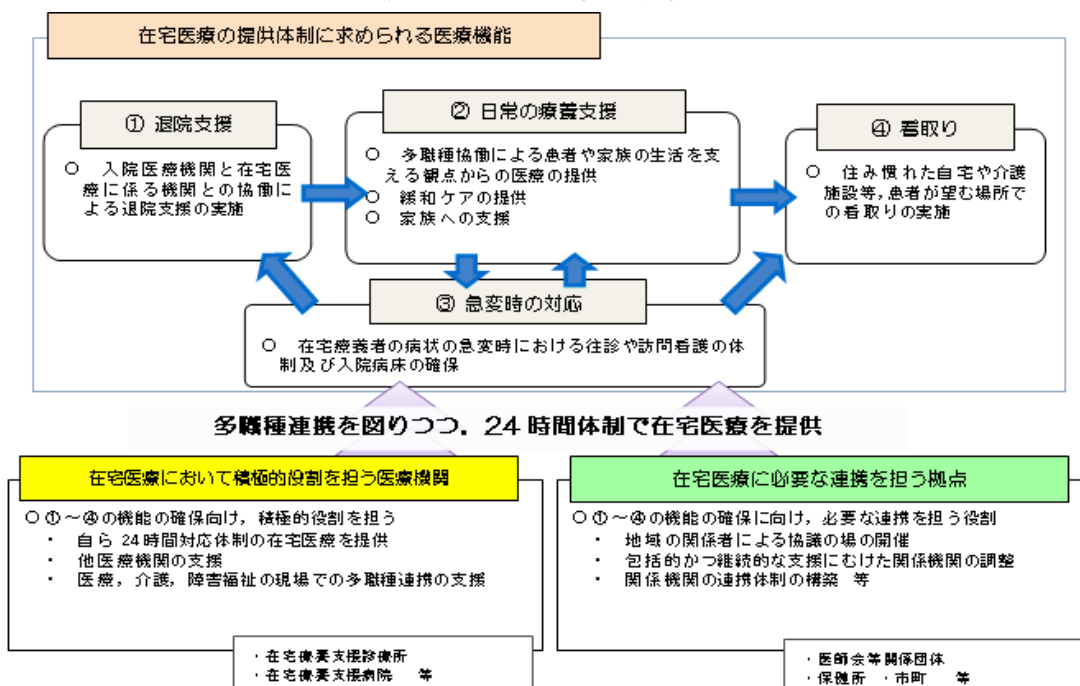 在宅医療の提供体制に求められる医療機能
① 退院支援
○ 入院医療機関と在宅医
療に係る機関との協働に
よる退院支援の実施
② 日常の療養支援
○ 多職種協働による患者や家族の生活を支
える観点からの医療の提供
○ 緩和ケアの提供
○ 家族への支援
④ 看取り
○ 住み慣れた自宅や介護
施設等，患者が望む場所で
の看取りの実施
③ 急変時の対応
○ 在宅療養者の病状の急変時における往診や訪問看護の体
制及び入院病床の確保
多職種連携を図りつつ，24時間体制で在宅医療を提供
在宅医療において積極的役割を担う医療機関
○①～④の機能の確保向け，積極的役割を担う
・ 自ら24時間対応体制の在宅医療を提供
・ 他医療機関の支援
・ 医療，介護，障害福祉の現場での多職種連携の支援
・在宅療養支援診療所
・在宅療養支援病院 等
在宅医療に必要な連携を担う拠点
○①～④の機能の確保に向け，必要な連携を担う役割
・ 地域の関係者による協議の場の開催
・ 包括的かつ継続的な支援にむけた関係機関の調整
・ 関係機関の連携体制の構築 等
・医師会等関係団体
・保健所 ・市町 等